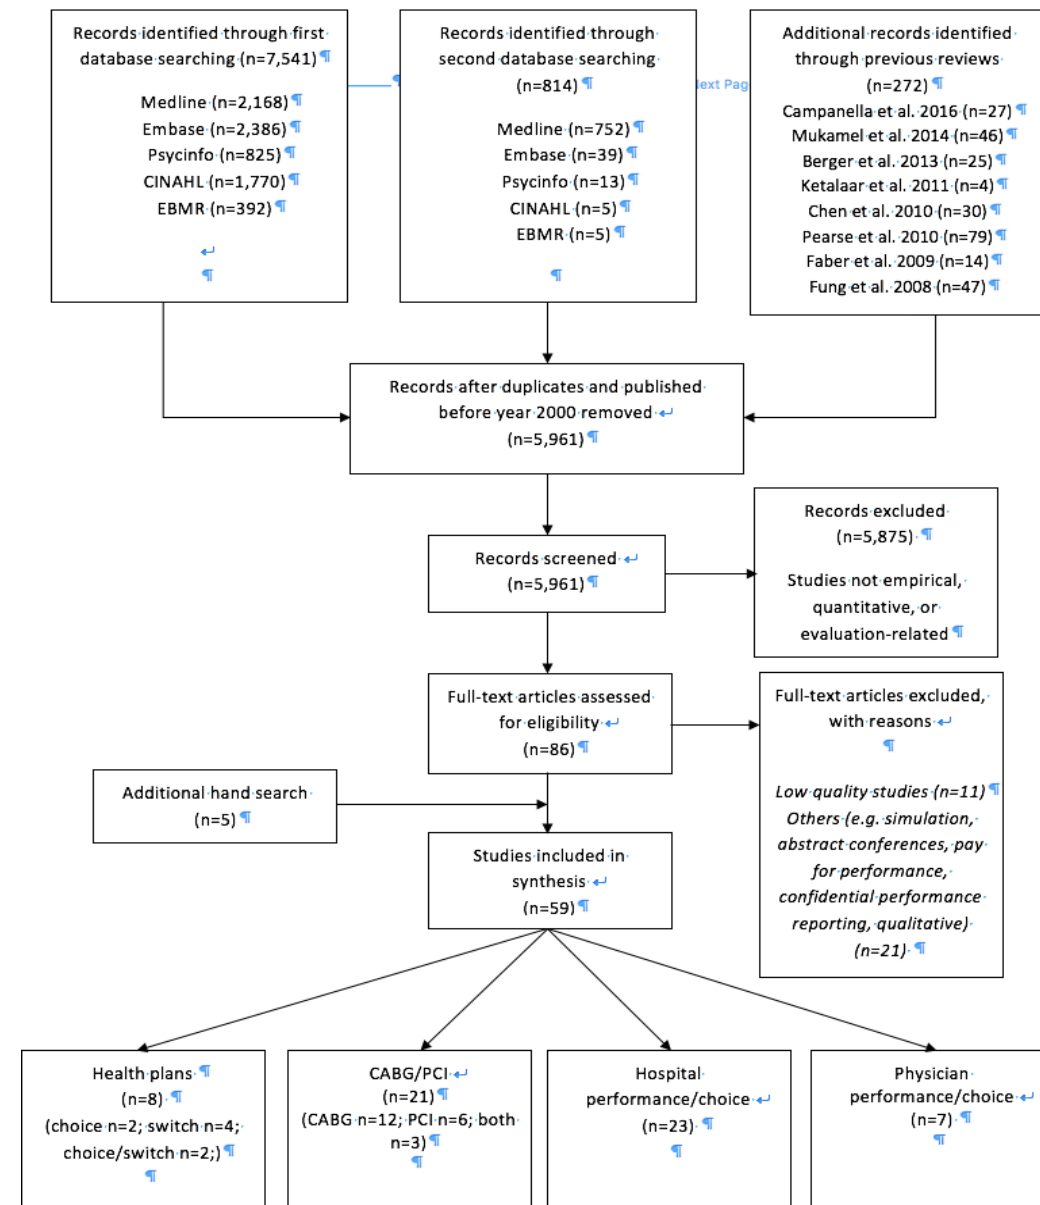 Records identified through first
database searching (n=7,541)¶
Medline (n=2,168)¶
Embase (n=2,386)¶
Psycinfo (n=825)¶
CINAHL (n=1,770)¶
EBMR (n=392)¶
↵
¶
¶
Records identified through
second database searching
(n=814)¶
Medline (n=752)¶
Embase (n=39)¶
Psycinfo (n=13)¶
CINAHL (n=5)¶
EBMR (n=5)¶
¶
Pag
Additional records identified
through previous reviews
(n=272)¶
Campanella et al. 2016 (n=27)¶
Mukamel et al. 2014 (n=46)¶
Berger et al. 2013 (n=25)¶
Ketalaar et al. 2011 (n=4)¶
Chen et al. 2010 (n=30)¶
Pearse et al. 2010 (n=79)¶
Faber et al. 2009 (n=14)¶
Fung et al. 2008 (n=47)¶
Records after duplicates and published
before year 2000 removed ↵
(n=5,961)¶
Records screened ↵
(n=5,961)¶
Records excluded
(n=5,875) ¶
Studies not empirical,
quantitative, or
evaluation-related¶
Full-text articles assessed
for eligibility ↵
(n=86)¶
Full-text articles excluded,
with reasons ↵
¶
Low quality studies (n=11)¶
Others (e.g. simulation,
abstract conferences, pay
for performance,
confidential performance
reporting, qualitative)
(n=21) ¶
Additional hand search
(n=5)¶
Studies included in
synthesis ↵
(n=59)¶
Health plans ¶
(n=8) ¶
(choice n=2; switch n=4;
choice/switch n=2;)¶
¶
CABG/PCI ↵
(n=21)¶
(CABG n=12; PCI n=6; both
n=3)¶
¶
Hospital
performance/choice ↵
(n=23) ¶
¶
Physician
performance/choice ↵
(n=7)¶
¶